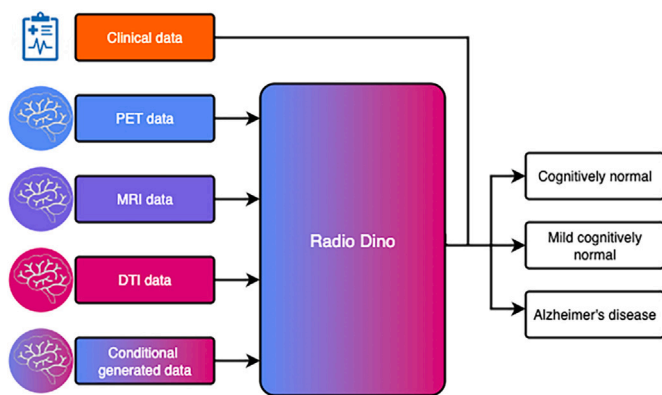 Clinical data
PET data
MRI data
DTI data
Conditional
generated data
Radio Dino
Cognitively normal
Mild cognitively
normal
Alzheimer's disease